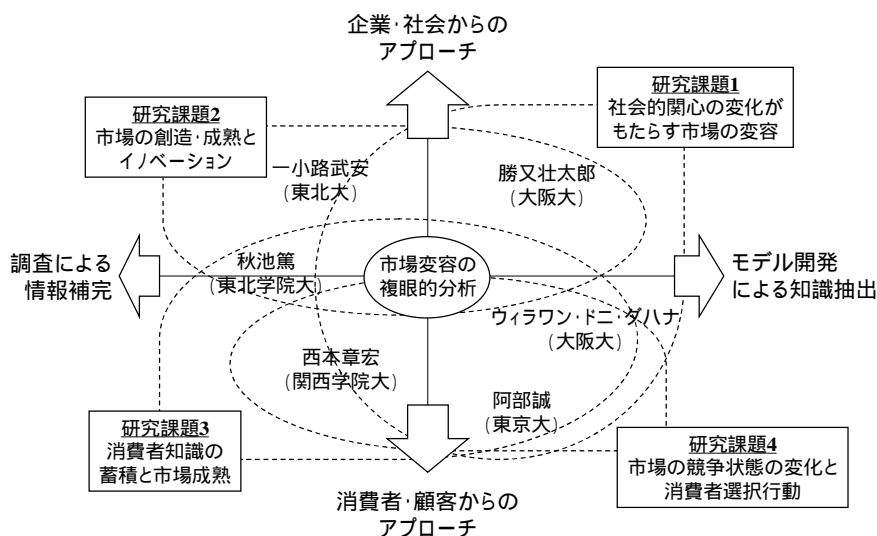 企業・社会からの
アプローチ
研究課題1
社会的関心の変化が
もたらす市場の変容
研究課題2
市場の創造・成熟と
イノベーション
一小路武安
(東北大)
勝又壮太郎
(大阪大)
調査による
情報補完
秋池篤
(東北学院大)
市場変容の
複眼的分析
モデル開発
による知識抽出
ウィラワン・ドニ・ダハナ
(大阪大)
西本章宏
(関西学院大)
阿部誠
(東京大)
研究課題3
消費者知識の
蓄積と市場成熟
研究課題4
市場の競争状態の変化と
消費者選択行動
消費者・顧客からの
アプローチ